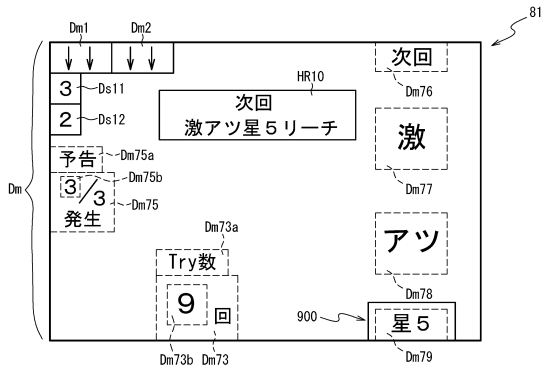 81
Dm1
Dm2
3
Ds11
2
Ds12
HR10
次回
激アツ星5リーチ
次回
Dm76
激
Dm77
アツ
Dm78
900
星5
Dm79
Dm
予告
Dm75a
3/3
Dm75b
Dm75
発生
Dm73a
Try数
9
回
Dm73b
Dm73